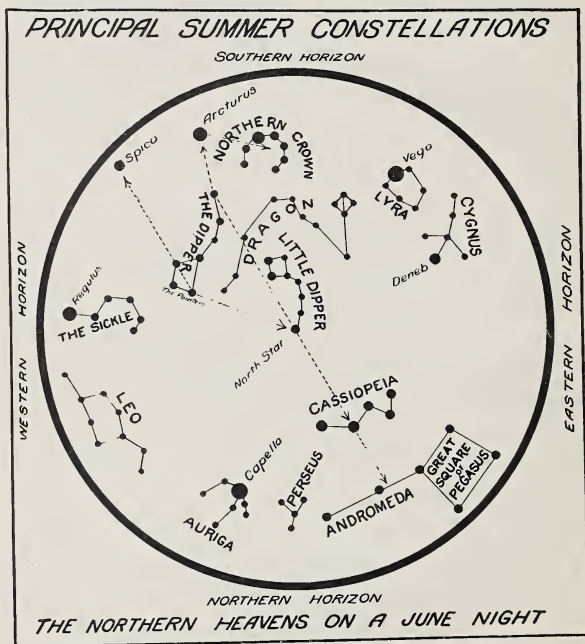 PRINCIPAL SUMMER CONSTELLATIONS
SOUTHERN HORIZON
Arcturus
Spica
NORTHERN CROWN
Vega
LYRA
CYGNUS
THE DIPPER
DRAGON
Deneb
LITTLE DIPPER
The Pointers
Regulus
THE SICKLE
North Star
WESTERN HORIZON
EASTERN HORIZON
CASSIOPEIA
LEO
Capella
PERSEUS
GREAT
SQUARE
OF
PEGASUS
ANDROMEDA
AURIGA
NORTHERN HORIZON
THE NORTHERN HEAVENS ON A JUNE NIGHT